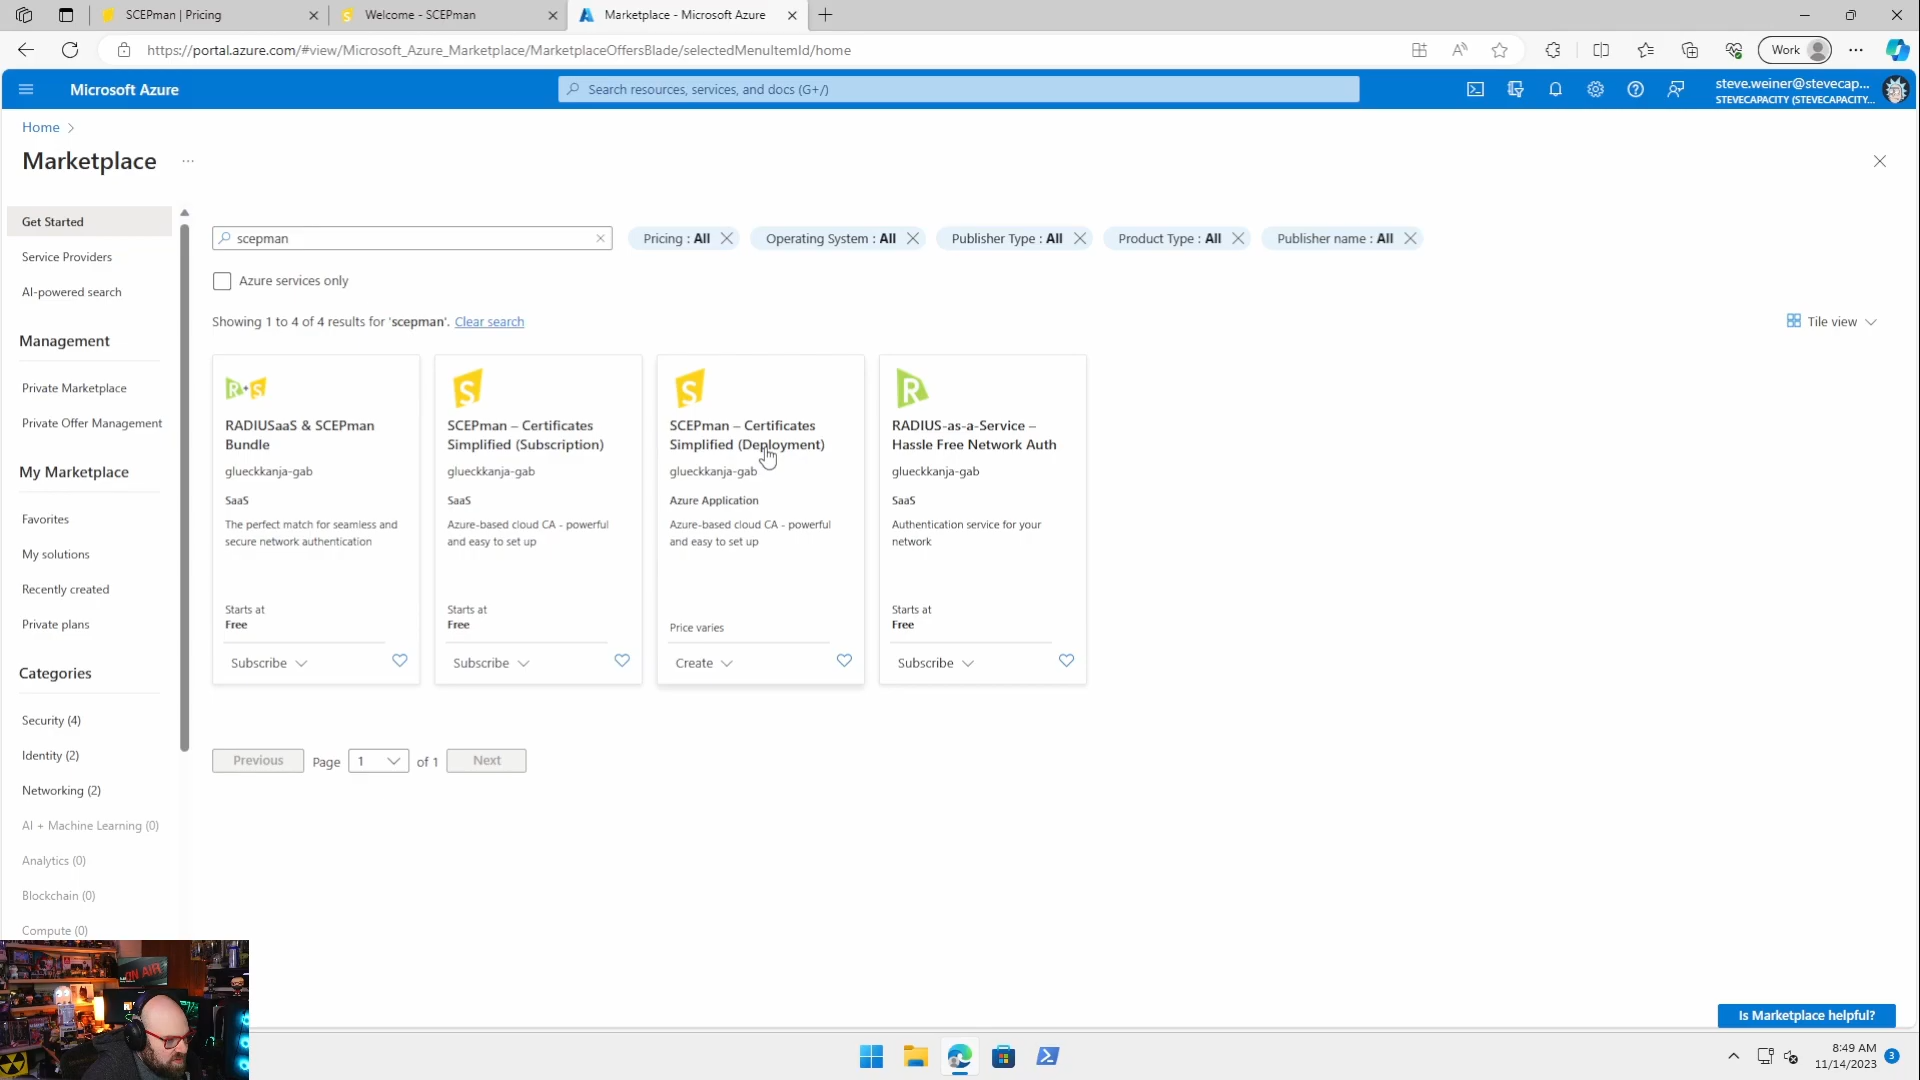 SCEPman | Pricing
Welcome - SCEPman
Marketplace - Microsoft Azure
https://portal.azure.com/#view/Microsoft_Azure_Marketplace/MarketplaceOffersBlade/selectedMenuItemId/home
Work
Microsoft Azure
Search resources, services, and docs (G+/)
steve.weiner@stevecap...
STEVECAPACITY (STEVECAPACITY...
Home
Marketplace
Get Started
Service Providers
AI-powered search
Management
Private Marketplace
Private Offer Management
My Marketplace
Favorites
My solutions
Recently created
Private plans
Categories
Security (4)
Identity (2)
Networking (2)
AI + Machine Learning (0)
Analytics (0)
Blockchain (0)
Compute (0)
scepman
Pricing : All
Operating System : All
Publisher Type : All
Product Type : All
Publisher name : All
Azure services only
Showing 1 to 4 of 4 results for 'scepman'. Clear search
Tile view
R+S
RADIUSaaS & SCEPman
Bundle
glueckkanja-gab
SaaS
The perfect match for seamless and
secure network authentication
Starts at
Free
Subscribe
S
SCEPman – Certificates
Simplified (Subscription)
glueckkanja-gab
SaaS
Azure-based cloud CA - powerful
and easy to set up
Starts at
Free
Subscribe
S
SCEPman – Certificates
Simplified (Deployment)
glueckkanja-gab
Azure Application
Azure-based cloud CA - powerful
and easy to set up
Price varies
Create
R
RADIUS-as-a-Service –
Hassle Free Network Auth
glueckkanja-gab
SaaS
Authentication service for your
network
Starts at
Free
Subscribe
Previous
Page
1
of 1
Next
ON AIR
Is Marketplace helpful?
8:49 AM
11/14/2023
3